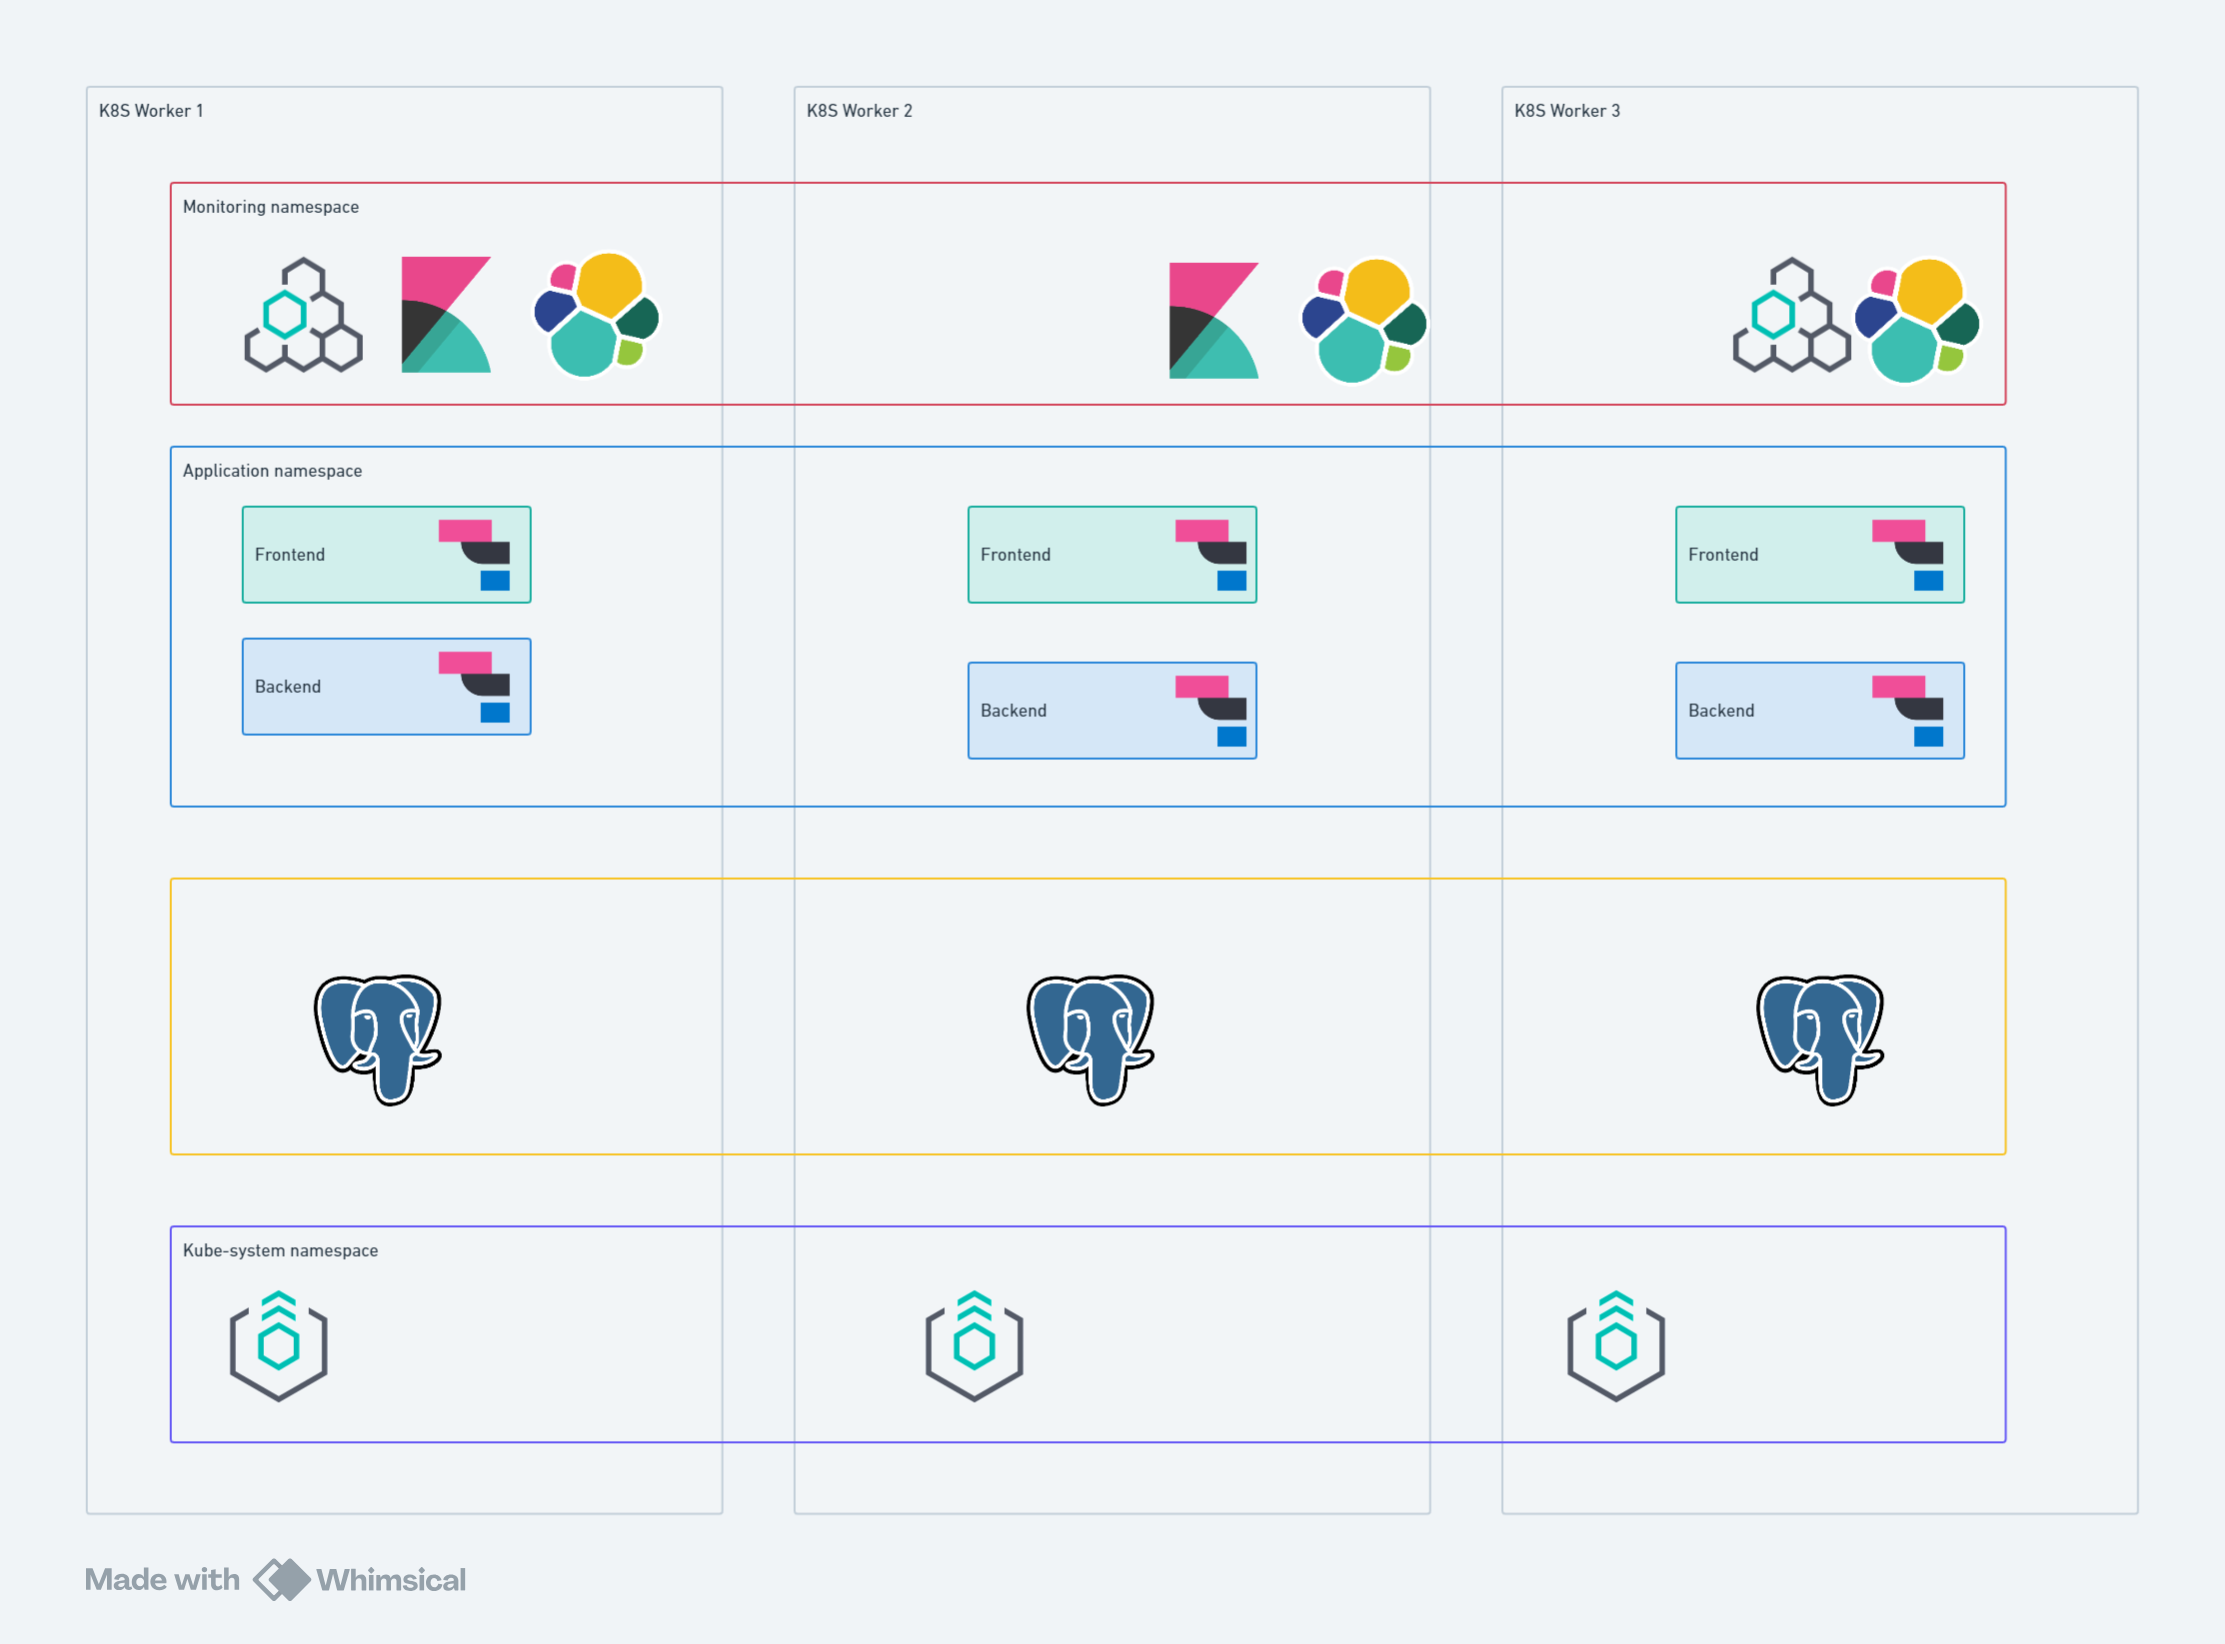 K8S Worker 1
K8S Worker 2
K8S Worker 3
Monitoring namespace
Application namespace
Frontend
Frontend
Frontend
Backend
Backend
Backend
Kube-system namespace
Made with Whimsical